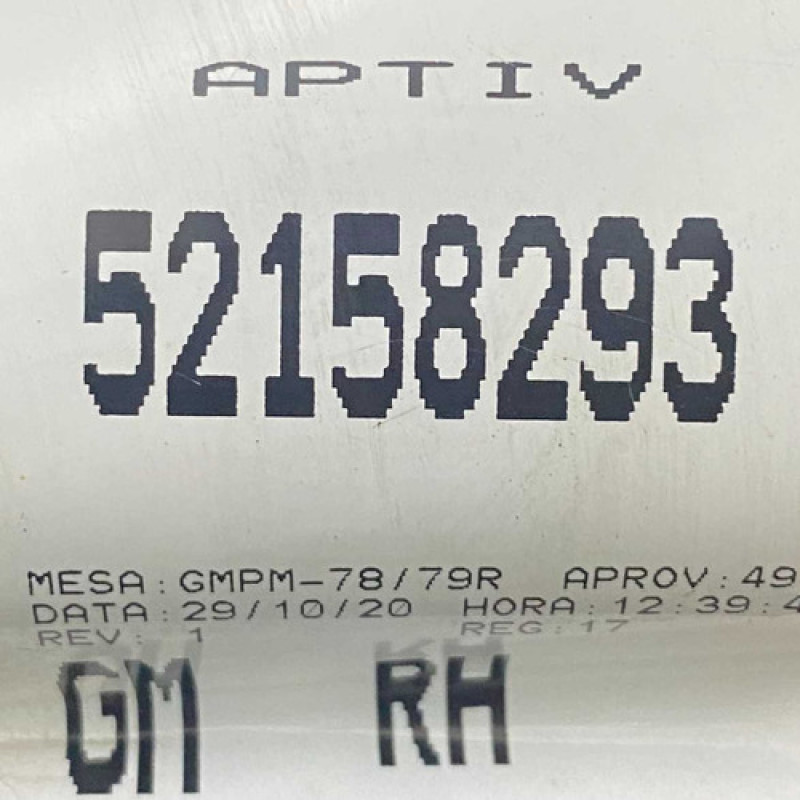 APTIV
52158293
MESA:GMPM-78/79R APROV:49
DATA:29/10/20 HORA:12:39:4
REV: 1 REG:17
GM RH